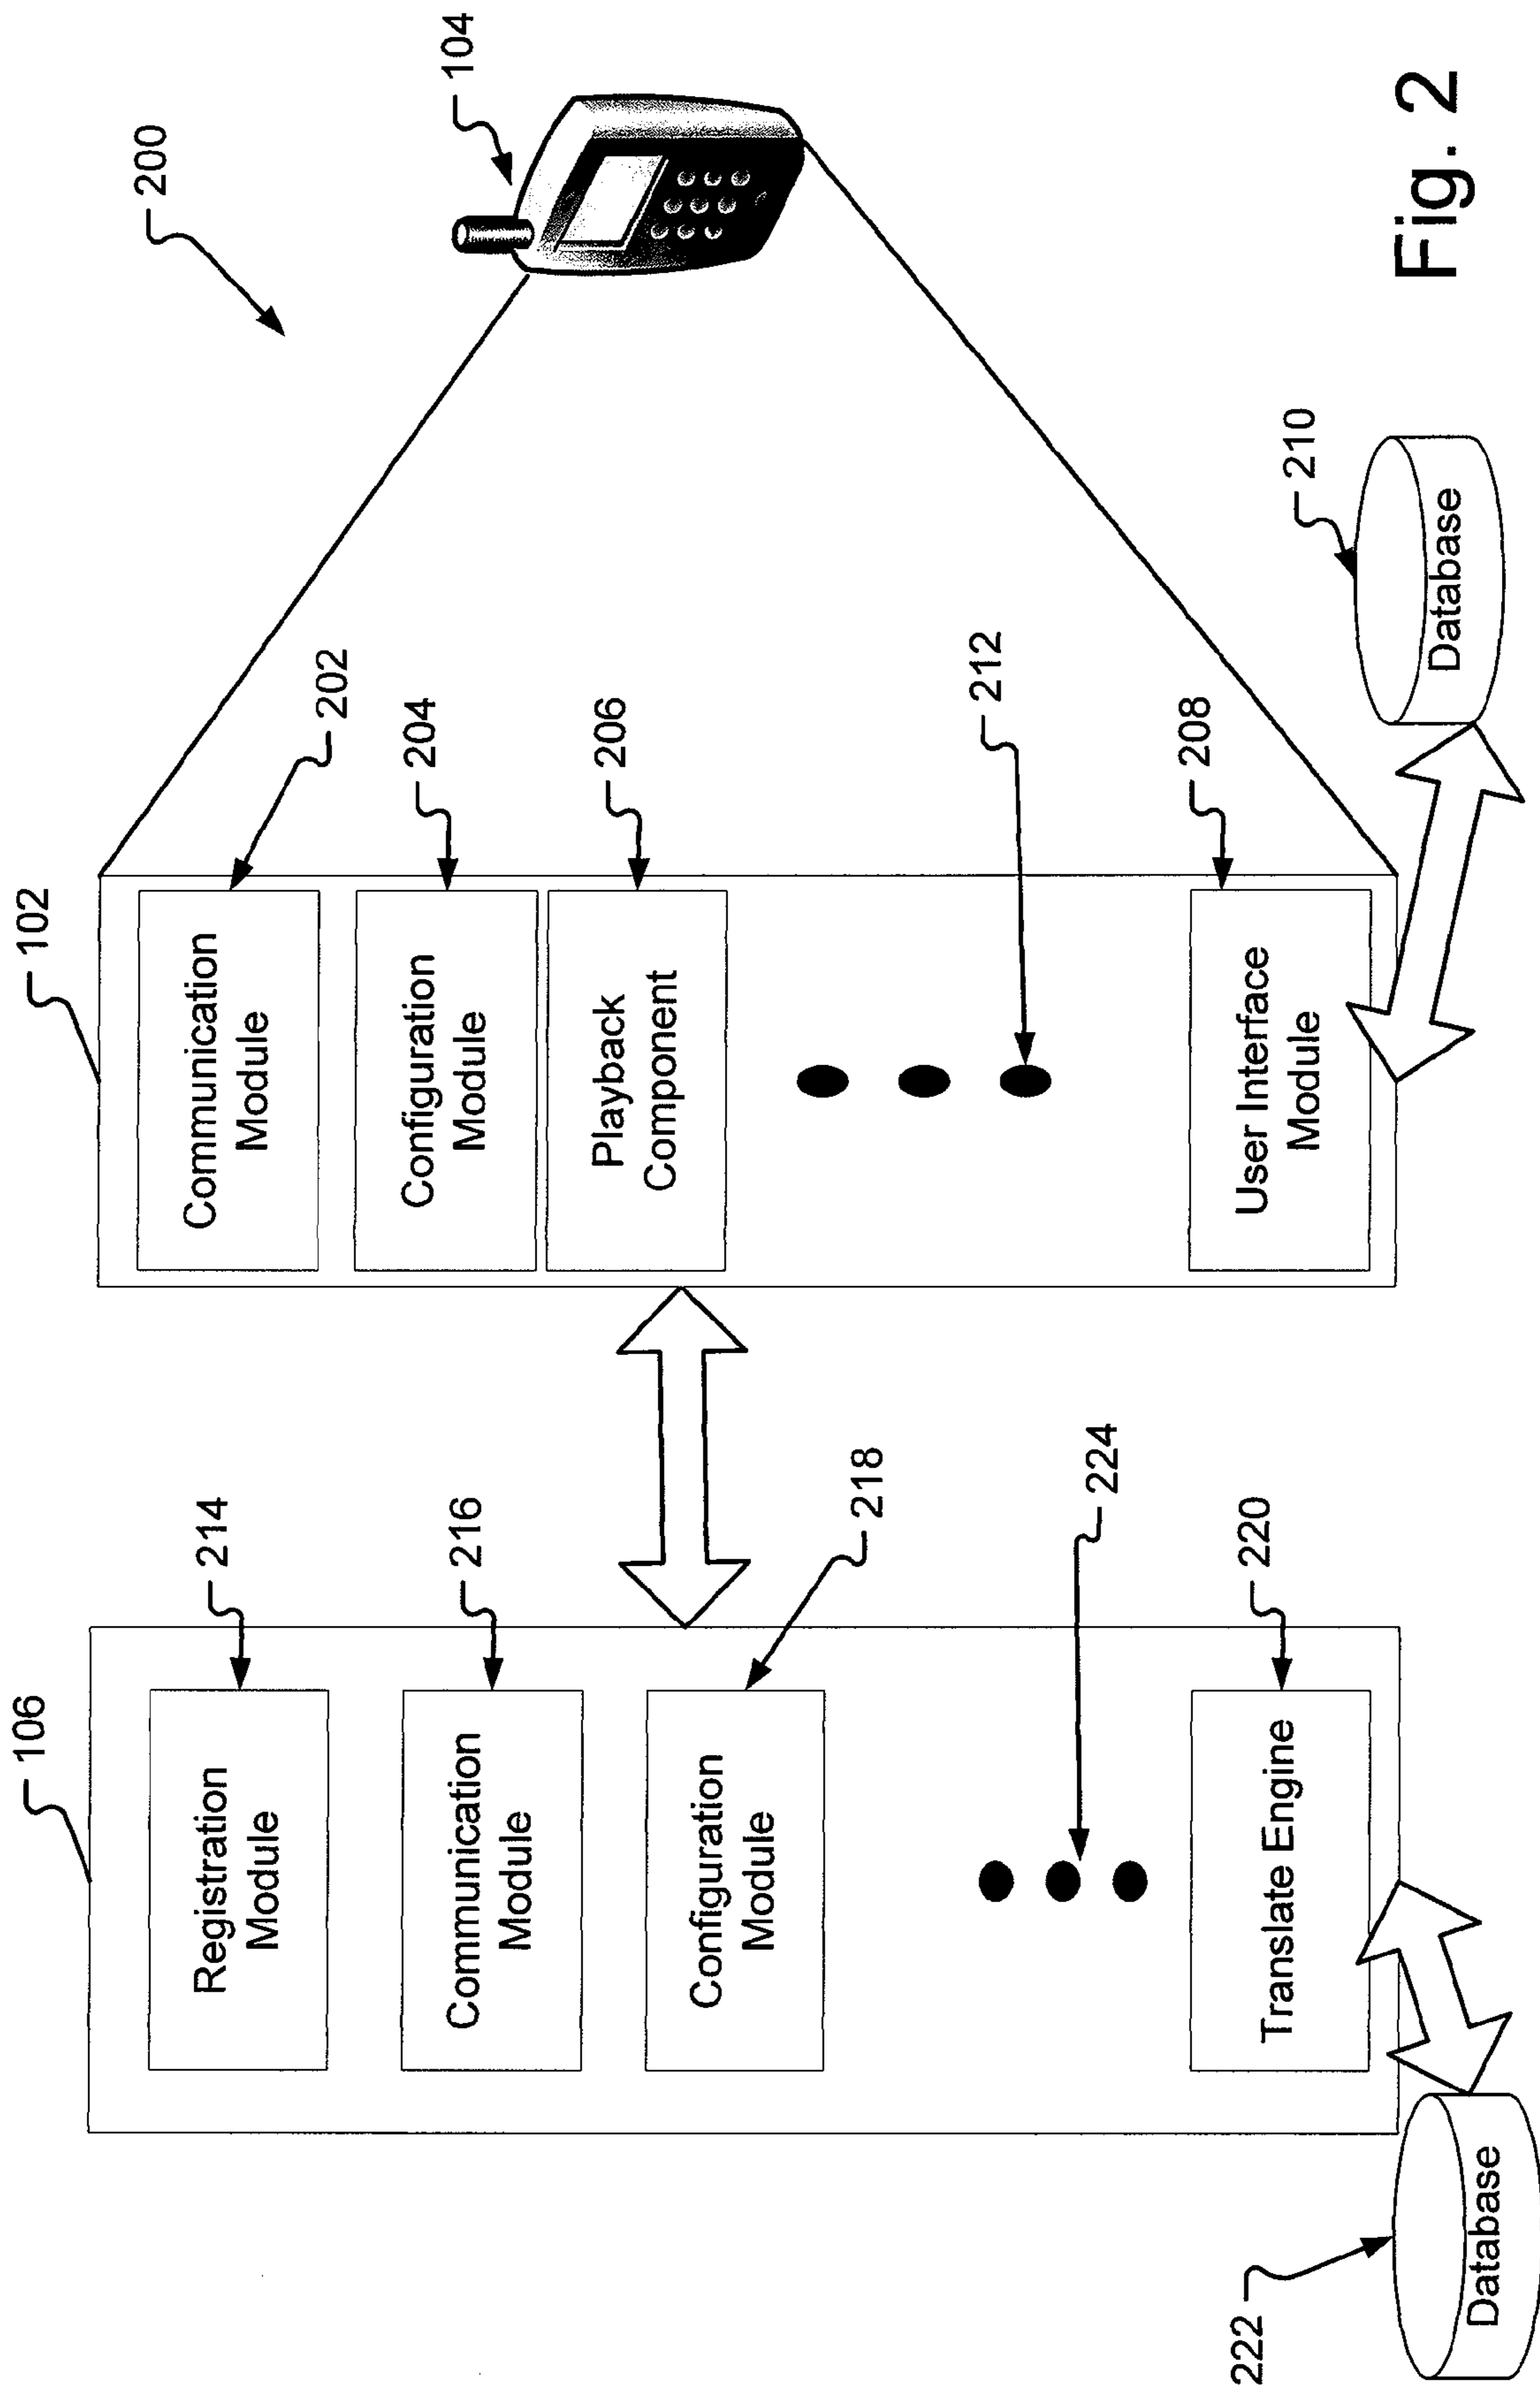 200
104
102
Communication
Module
202
Configuration
Module
204
Playback
Component
206
212
User Interface
Module
208
210
Database
106
Registration
Module
214
Communication
Module
216
Configuration
Module
218
224
Translate Engine
220
222
Database
Fig. 2